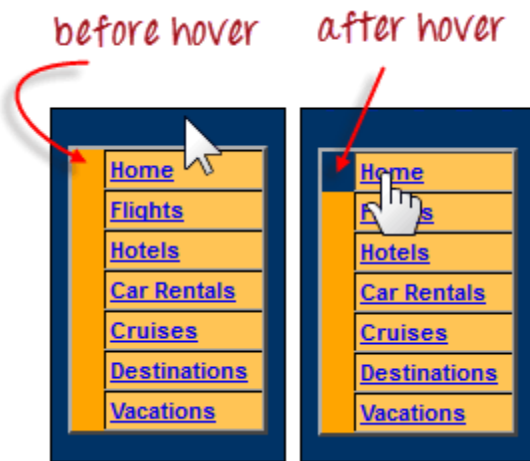 before hover
after hover
Home
Flights
Hotels
Car Rentals
Cruises
Destinations
Vacations
Home
Hotels
Car Rentals
Cruises
Destinations
Vacations